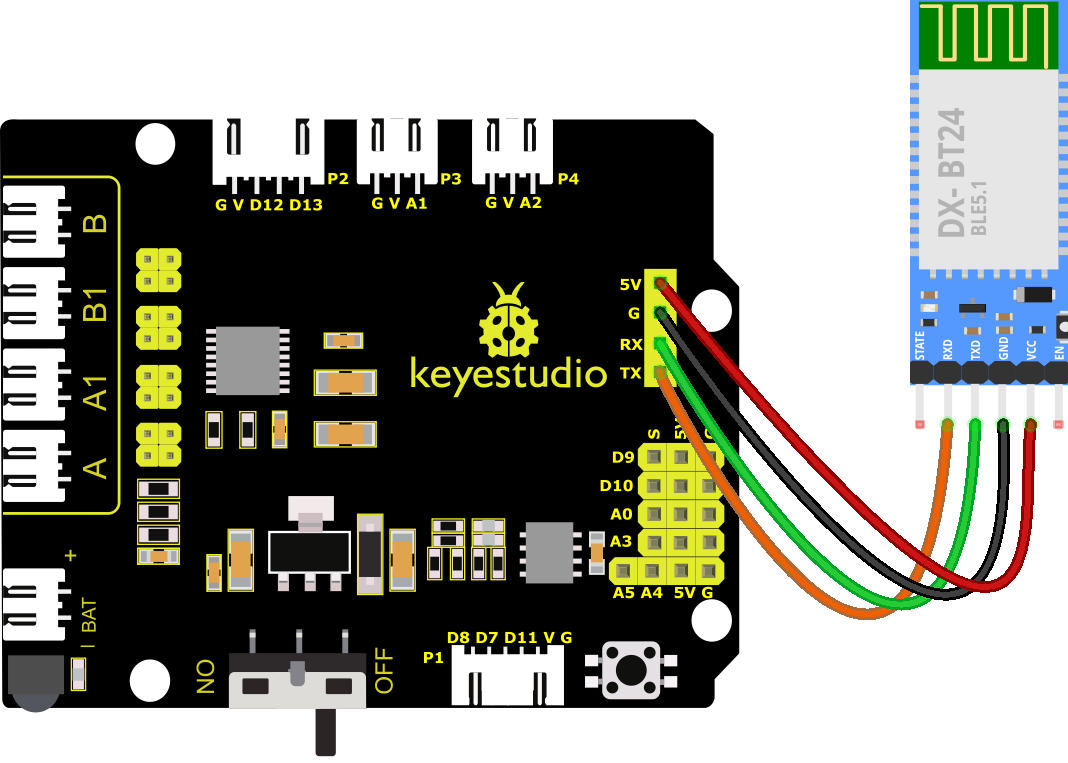 DX- BT24
BLE5.1
STATE
RXD
TXD
GND
VCC
EN
P2
G V D12 D13
P3
G V A1
P4
G V A2
B
B1
A1
A
5V
G
RX
TX
keyestudio
S 5V G
D9
D10
A0
A3
A5 A4 5V G
+
I BAT
NO
OFF
P1
D8 D7 D11 V G